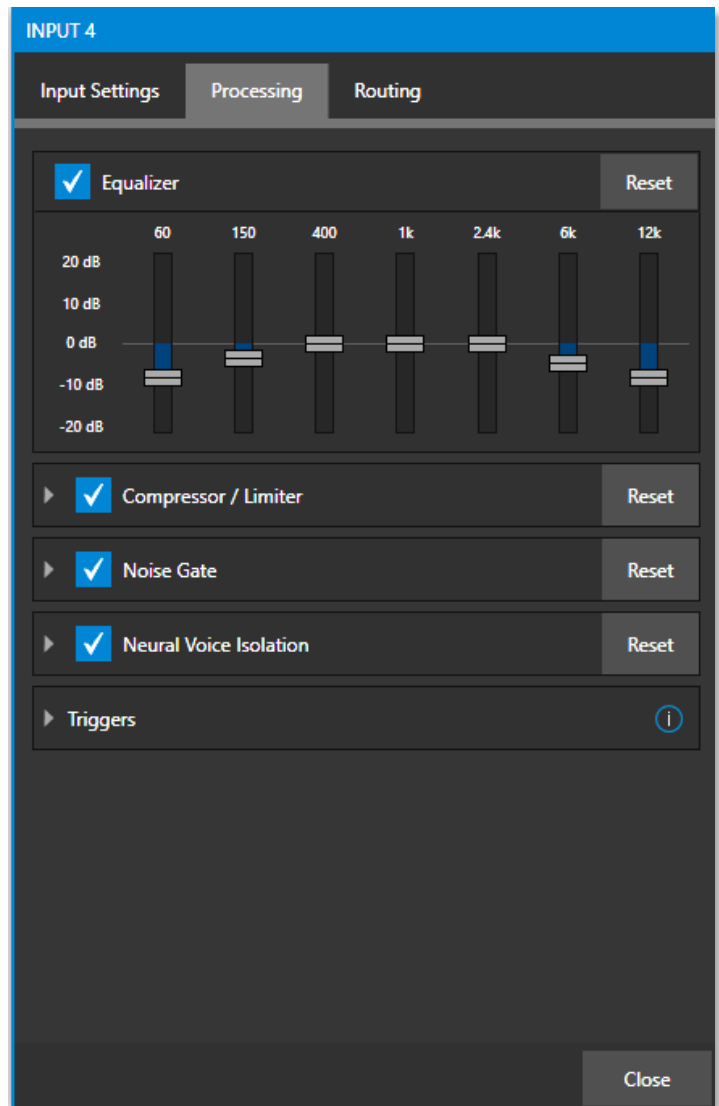 INPUT 4
Input Settings Processing Routing
Equalizer Reset
60 150 400 1k 2.4k 6k 12k
20 dB
10 dB
0 dB
-10 dB
-20 dB
Compressor / Limiter Reset
Noise Gate Reset
Neural Voice Isolation Reset
Triggers i
Close